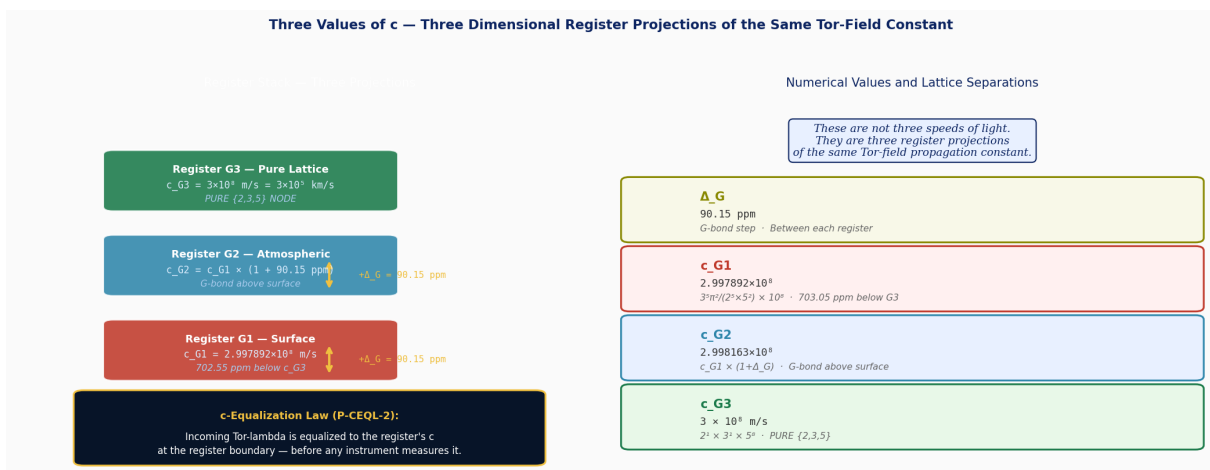 Three Values of c — Three Dimensional Register Projections of the Same Tor-Field Constant
Register G3 — Pure Lattice
c_G3 = 3×10⁸ m/s = 3×10⁵ km/s
PURE {2,3,5} NODE
Register G2 — Atmospheric
c_G2 = c_G1 × (1 + 90.15 ppm)
G-bond above surface
+Δ_G = 90.15 ppm
Register G1 — Surface
c_G1 = 2.997892×10⁸ m/s
702.55 ppm below c_G3
+Δ_G = 90.15 ppm
c-Equalization Law (P-CEQL-2):
Incoming Tor-lambda is equalized to the register's c
at the register boundary — before any instrument measures it.
Numerical Values and Lattice Separations
These are not three speeds of light.
They are three register projections
of the same Tor-field propagation constant.
Δ_G
90.15 ppm
G-bond step · Between each register
c_G1
2.997892×10⁸
3⁵π²/(2⁵×5²) × 10⁸ · 703.05 ppm below G3
c_G2
2.998163×10⁸
c_G1 × (1+Δ_G) · G-bond above surface
c_G3
3 × 10⁸ m/s
2¹ × 3¹ × 5⁸ · PURE {2,3,5}